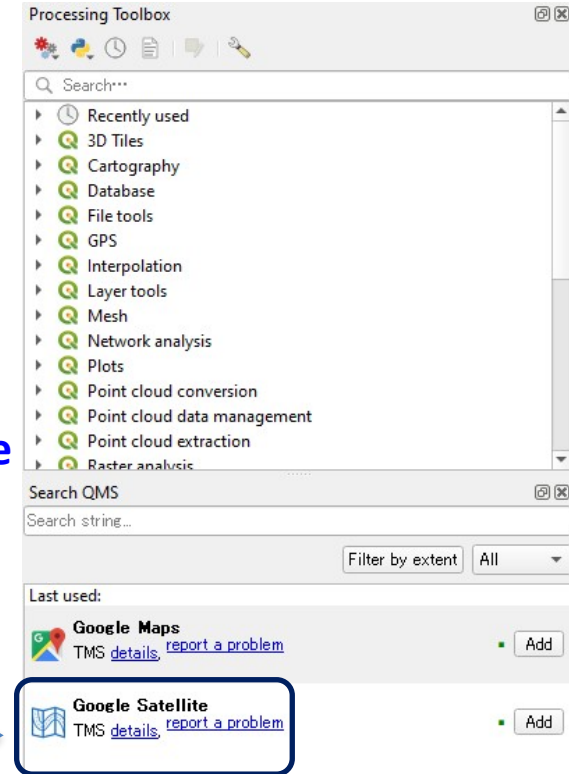 Processing Toolbox
Search…
Recently used
3D Tiles
Cartography
Database
File tools
GPS
Interpolation
Layer tools
Mesh
Network analysis
Plots
Point cloud conversion
Point cloud data management
Point cloud extraction
Raster analysis
e
Search QMS
Search string...
Filter by extent All
Last used:
Google Maps
TMS details, report a problem Add
Google Satellite
TMS details, report a problem Add